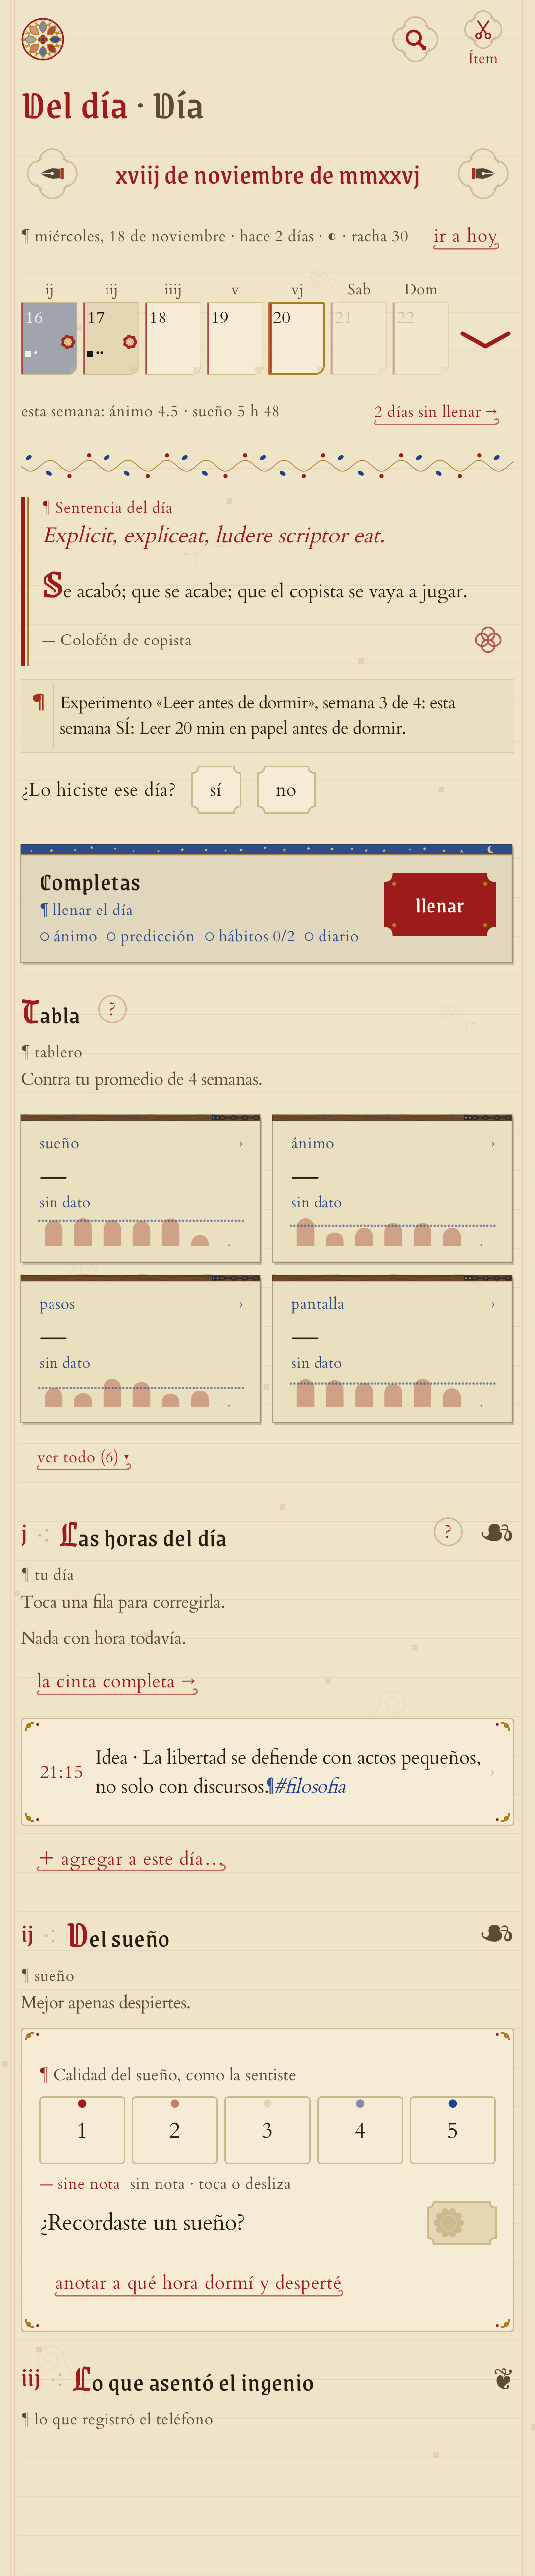 Ítem
Del día · Día
xviij de noviembre de mmxxvj
¶ miércoles, 18 de noviembre · hace 2 días · · racha 30
ir a hoy
ij iij iiij v vj Sab Dom
16 17 18 19 20 21 22
esta semana: ánimo 4.5 · sueño 5 h 48
2 días sin llenar →
¶ Sentencia del día
Explicit, expliceat, ludere scriptor eat.
Se acabó; que se acabe; que el copista se vaya a jugar.
— Colofón de copista
¶ Experimento «Leer antes de dormir», semana 3 de 4: esta
semana SÍ: Leer 20 min en papel antes de dormir.
¿Lo hiciste ese día? sí no
Completas
¶ llenar el día
ánimo predicción hábitos 0/2 diario
llenar
Tabla ?
¶ tablero
Contra tu promedio de 4 semanas.
sueño ›
—
sin dato
ánimo ›
—
sin dato
pasos ›
—
sin dato
pantalla ›
—
sin dato
ver todo (6) ▾
j Las horas del día ?
¶ tu día
Toca una fila para corregirla.
Nada con hora todavía.
la cinta completa →
21:15 Idea · La libertad se defiende con actos pequeños, ›
no solo con discursos.¶#filosofia
+ agregar a este día…
ij Del sueño
¶ sueño
Mejor apenas despiertes.
¶ Calidad del sueño, como la sentiste
1 2 3 4 5
— sine nota sin nota · toca o desliza
¿Recordaste un sueño?
anotar a qué hora dormí y desperté
iij Lo que asentó el ingenio
¶ lo que registró el teléfono